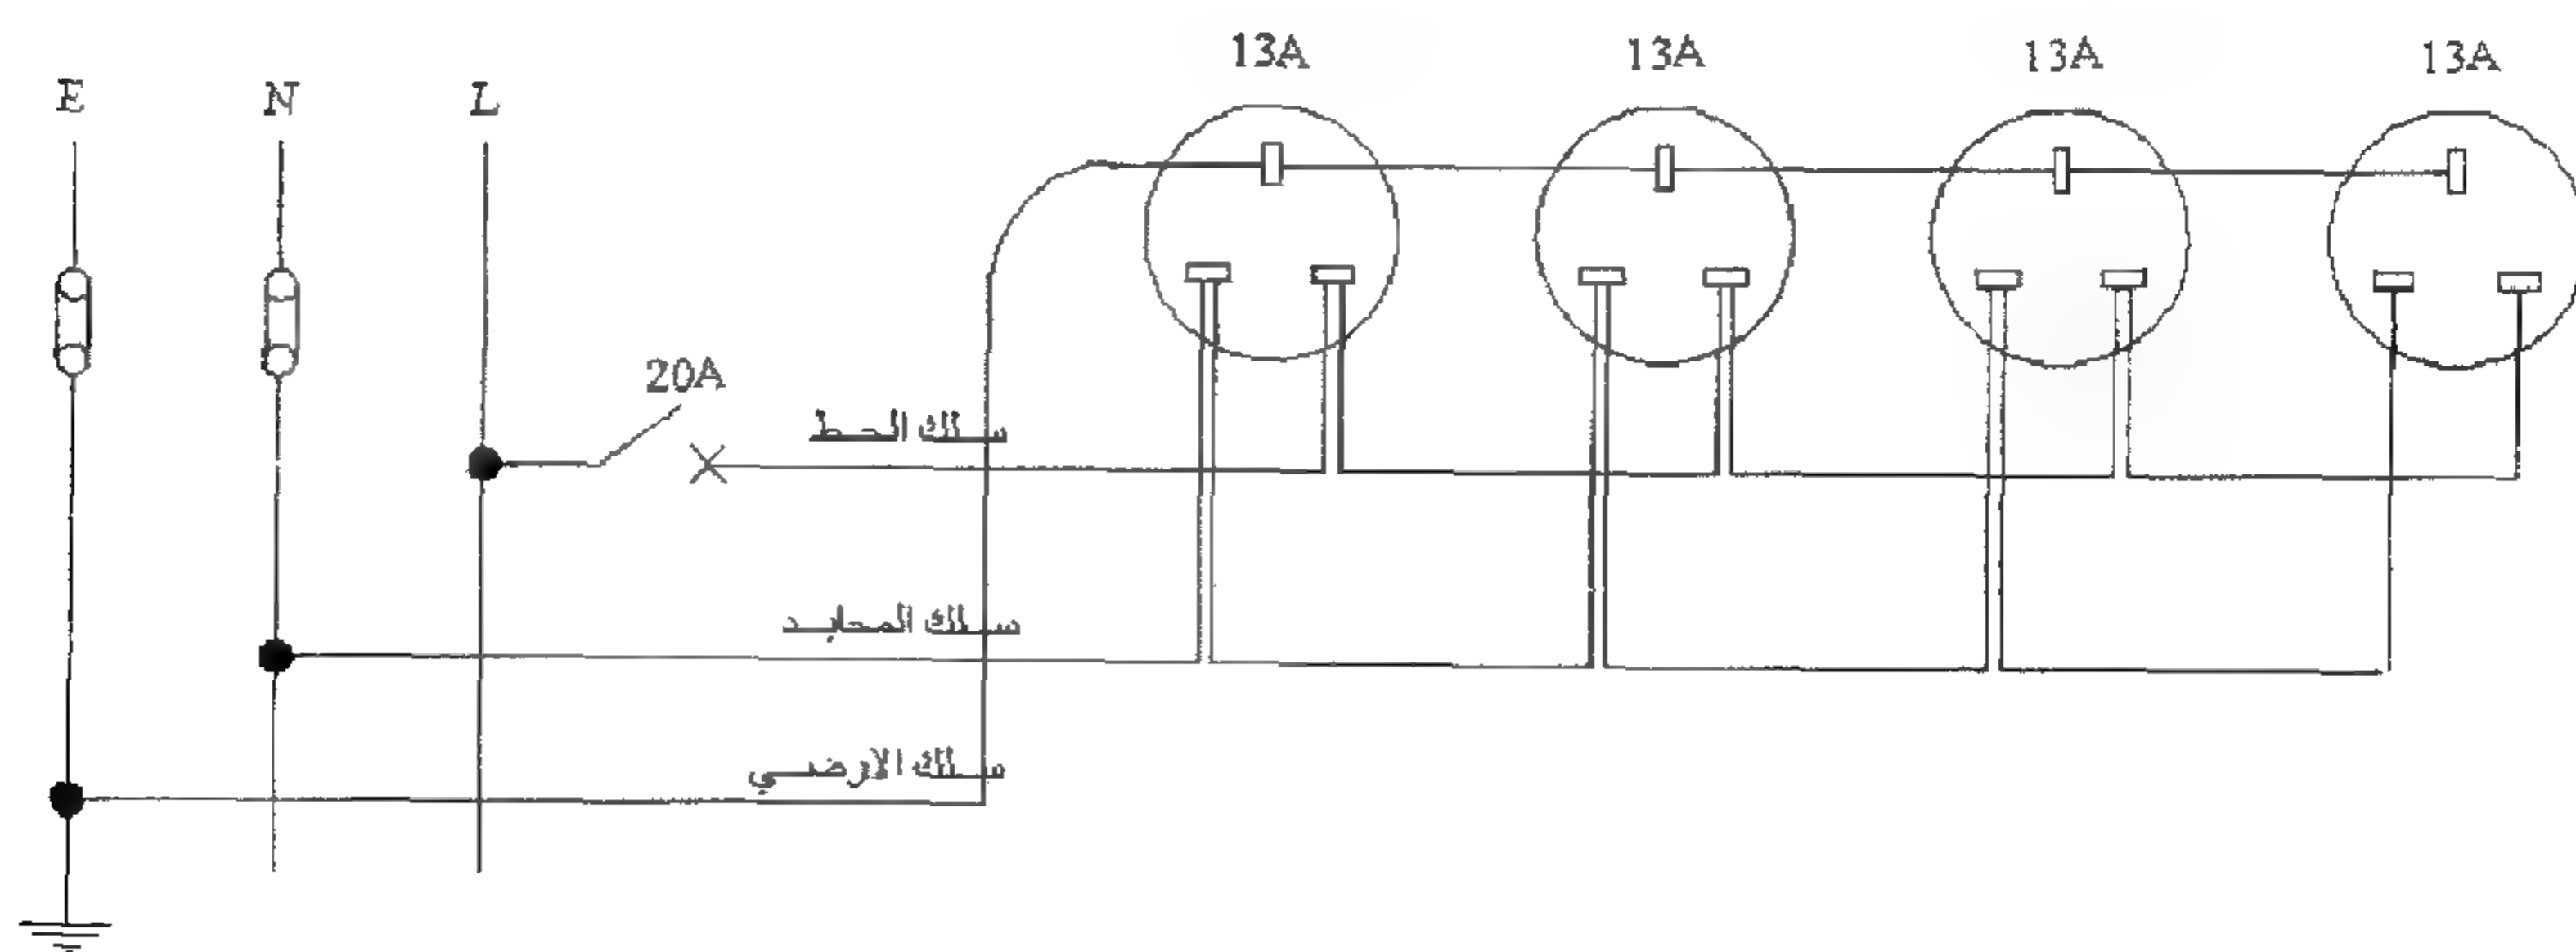 13A 13A 13A 13A
E N L
20A
سلك الخط
سلك المحايد
سلك الارضي